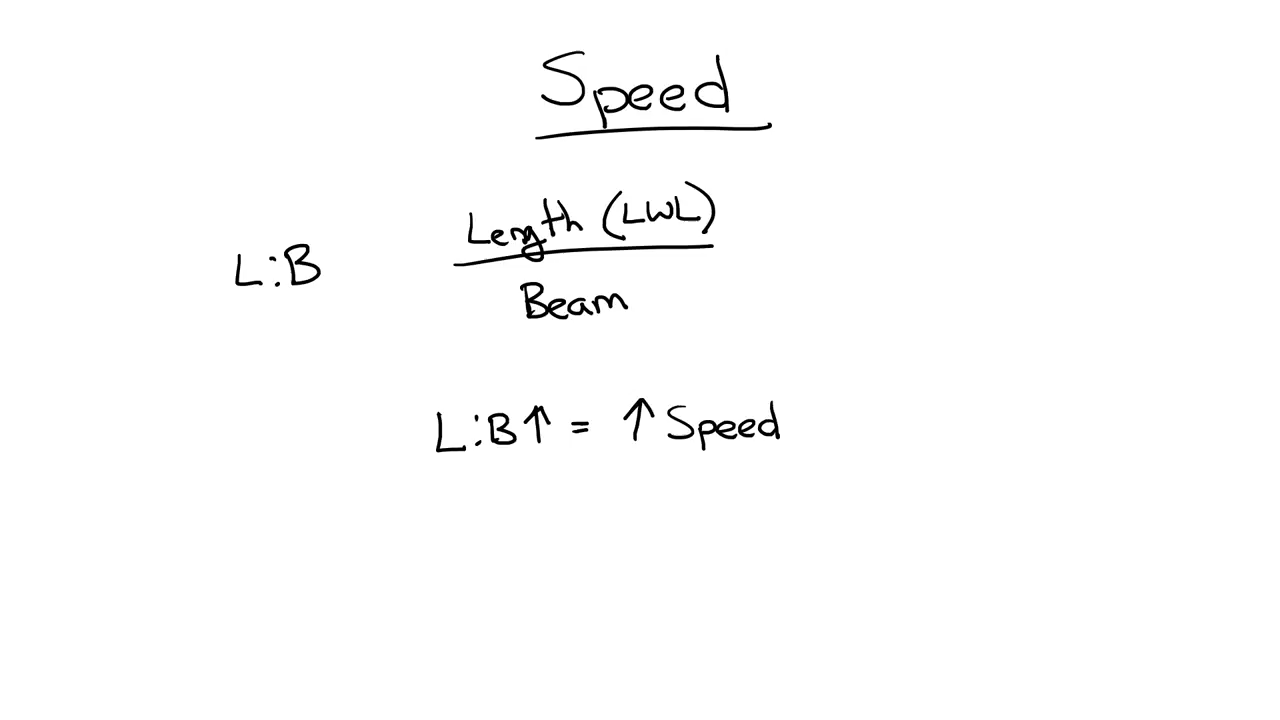 Speed
Length (LWL)
L:B
Beam
L:B↑ = ↑ Speed